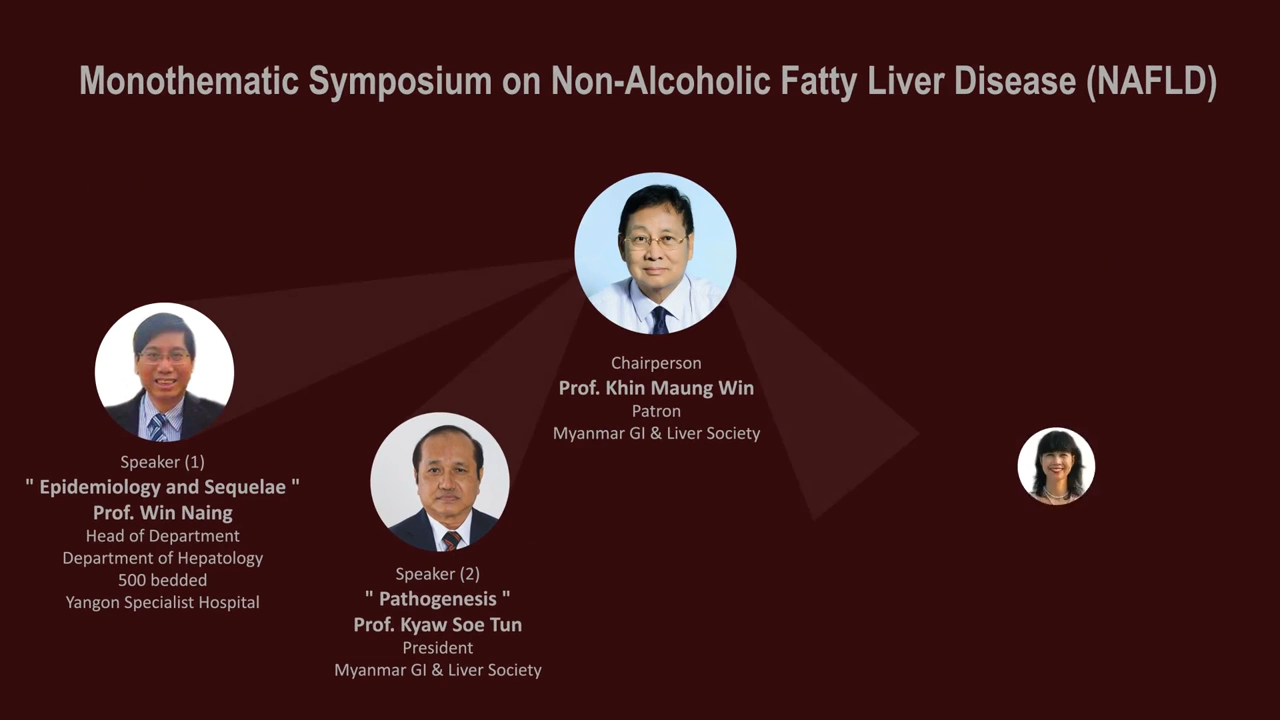 Monothematic Symposium on Non-Alcoholic Fatty Liver Disease (NAFLD)
Chairperson
Prof. Khin Maung Win
Patron
Myanmar GI & Liver Society
Speaker (1)
" Epidemiology and Sequelae "
Prof. Win Naing
Head of Department
Department of Hepatology
500 bedded
Yangon Specialist Hospital
Speaker (2)
" Pathogenesis "
Prof. Kyaw Soe Tun
President
Myanmar GI & Liver Society